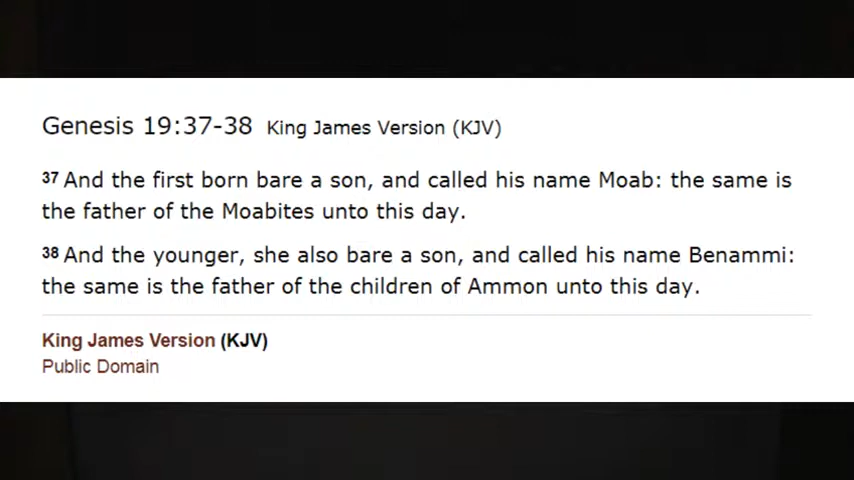 Genesis 19:37-38 King James Version (KJV)
37 And the first born bare a son, and called his name Moab: the same is
the father of the Moabites unto this day.
38 And the younger, she also bare a son, and called his name Benammi:
the same is the father of the children of Ammon unto this day.
King James Version (KJV)
Public Domain